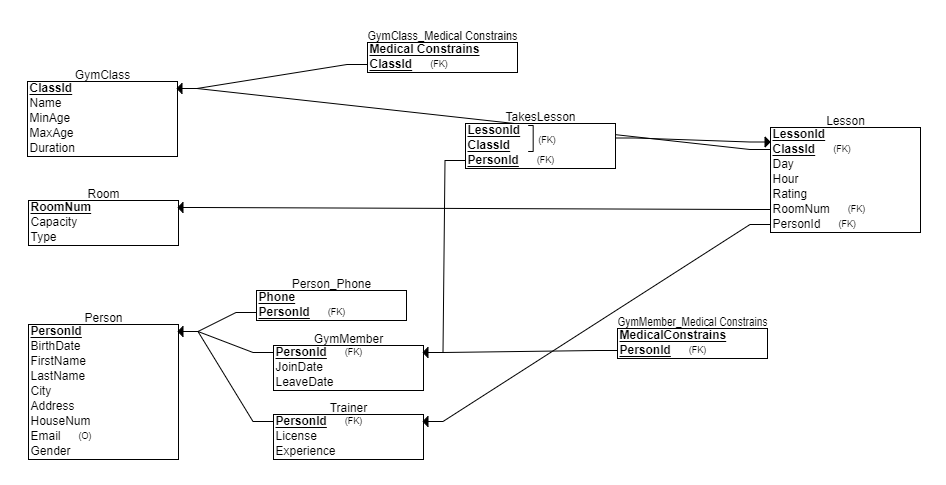 GymClass_Medical Constrains
Medical Constrains
ClassId (FK)
GymClass
ClassId
Name
MinAge
MaxAge
Duration
TakesLesson
LessonId
ClassId
(FK)
PersonId (FK)
Lesson
LessonId
ClassId (FK)
Day
Hour
Rating
RoomNum (FK)
PersonId (FK)
Room
RoomNum
Capacity
Type
Person_Phone
Phone
PersonId (FK)
Person
PersonId
BirthDate
FirstName
LastName
City
Address
HouseNum
Email (O)
Gender
GymMember
PersonId (FK)
JoinDate
LeaveDate
GymMember_Medical Constrains
MedicalConstrains
PersonId (FK)
Trainer
PersonId (FK)
License
Experience